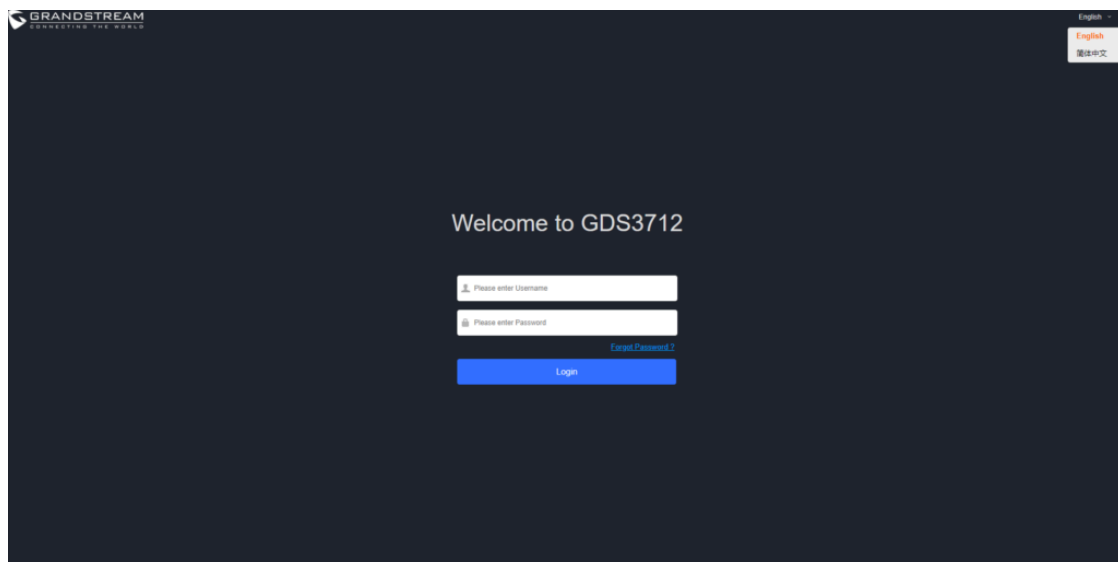 GRANDSTREAM
CONNECTING THE WORLD
English
English
简体中文
Welcome to GDS3712
Please enter Username
Please enter Password
Forgot Password ?
Login